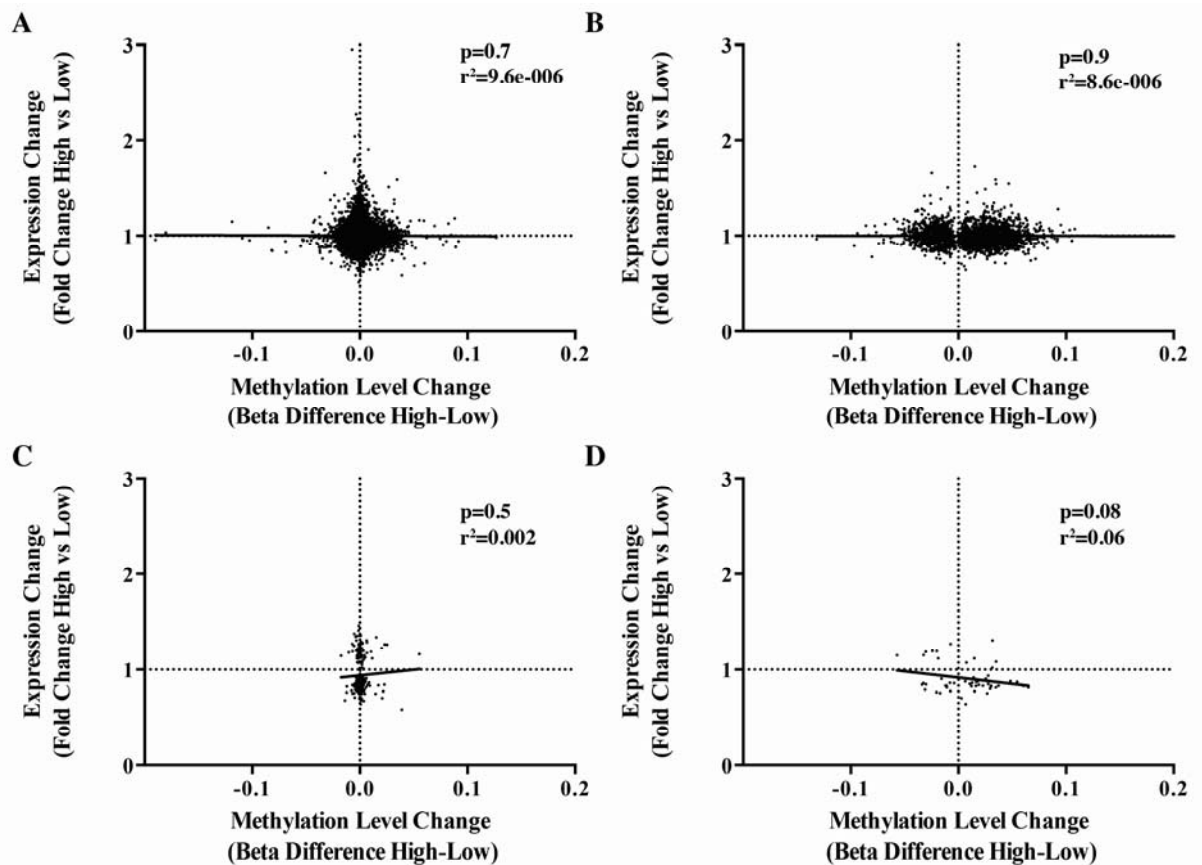 A
Expression Change
(Fold Change High vs Low)
3
2
1
0
p=0.7
r²=9.6e-006
-0.1
0.0
0.1
0.2
Methylation Level Change
(Beta Difference High-Low)
B
Expression Change
(Fold Change High vs Low)
3
2
1
0
p=0.9
r²=8.6e-006
-0.1
0.0
0.1
0.2
Methylation Level Change
(Beta Difference High-Low)
C
Expression Change
(Fold Change High vs Low)
3
2
1
0
p=0.5
r²=0.002
-0.1
0.0
0.1
0.2
Methylation Level Change
(Beta Difference High-Low)
D
Expression Change
(Fold Change High vs Low)
3
2
1
0
p=0.08
r²=0.06
-0.1
0.0
0.1
0.2
Methylation Level Change
(Beta Difference High-Low)